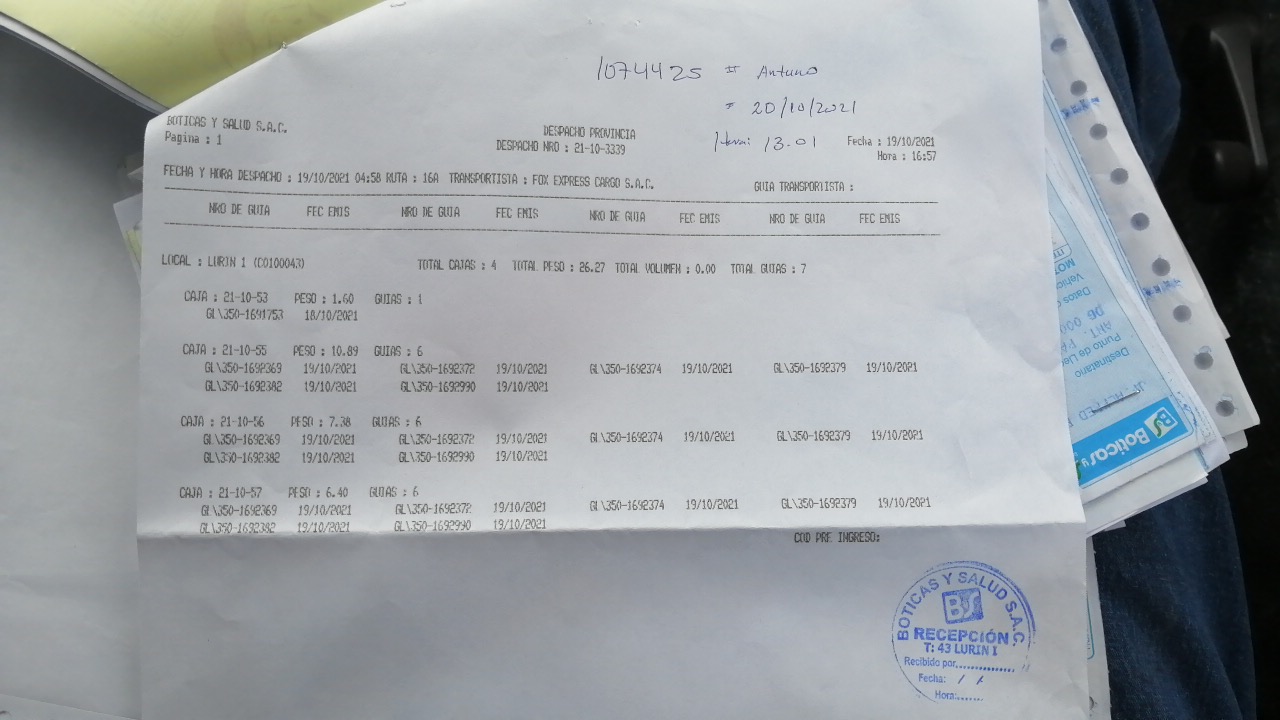 1074425 = Antuno
= 20/10/2021
Hora: 13.01
BOTICAS Y SALUD S.A.C.
Pagina : 1
DESPACHO PROVINCIA
DESPACHO NRO : 21-10-3339
Fecha : 19/10/2021
Hora : 16:57
FECHA Y HORA DESPACHO : 19/10/2021 04:58 RUTA : 16A TRANSPORTISTA : FOX EXPRESS CARGO S.A.C. GUIA TRANSPORTISTA :
NRO DE GUIA FEC EMIS NRO DE GUIA FEC EMIS NRO DE GUIA FEC EMIS NRO DE GUIA FEC EMIS
LOCAL : LURIN 1 (C0100043) TOTAL CAJAS : 4 TOTAL PESO : 26.27 TOTAL VOLUMEN : 0.00 TOTAL GUIAS : 7
CAJA : 21-10-53 PESO : 1.60 GUIAS : 1
GL\350-1691753 18/10/2021
CAJA : 21-10-55 PESO : 10.89 GUIAS : 6
GL\350-1692369 19/10/2021 GL\350-1692372 19/10/2021 GL\350-1692374 19/10/2021 GL\350-1692379 19/10/2021
GL\350-1692382 19/10/2021 GL\350-1692990 19/10/2021
CAJA : 21-10-56 PESO : 7.38 GUIAS : 6
GL\350-1692369 19/10/2021 GL\350-1692372 19/10/2021 GL\350-1692374 19/10/2021 GL\350-1692379 19/10/2021
GL\350-1692382 19/10/2021 GL\350-1692990 19/10/2021
CAJA : 21-10-57 PESO : 6.40 GUIAS : 6
GL\350-1692369 19/10/2021 GL\350-1692372 19/10/2021 GL\350-1692374 19/10/2021 GL\350-1692379 19/10/2021
GL\350-1692382 19/10/2021 GL\350-1692990 19/10/2021
COD PRE INGRESO:
BOTICAS Y SALUD S.A.C.
BS
RECEPCIÓN
T: 43 LURIN I
Recibido por..............
Fecha: / /
Hora:.......
Datos
Punto de
Destinatario
BS Boticas y